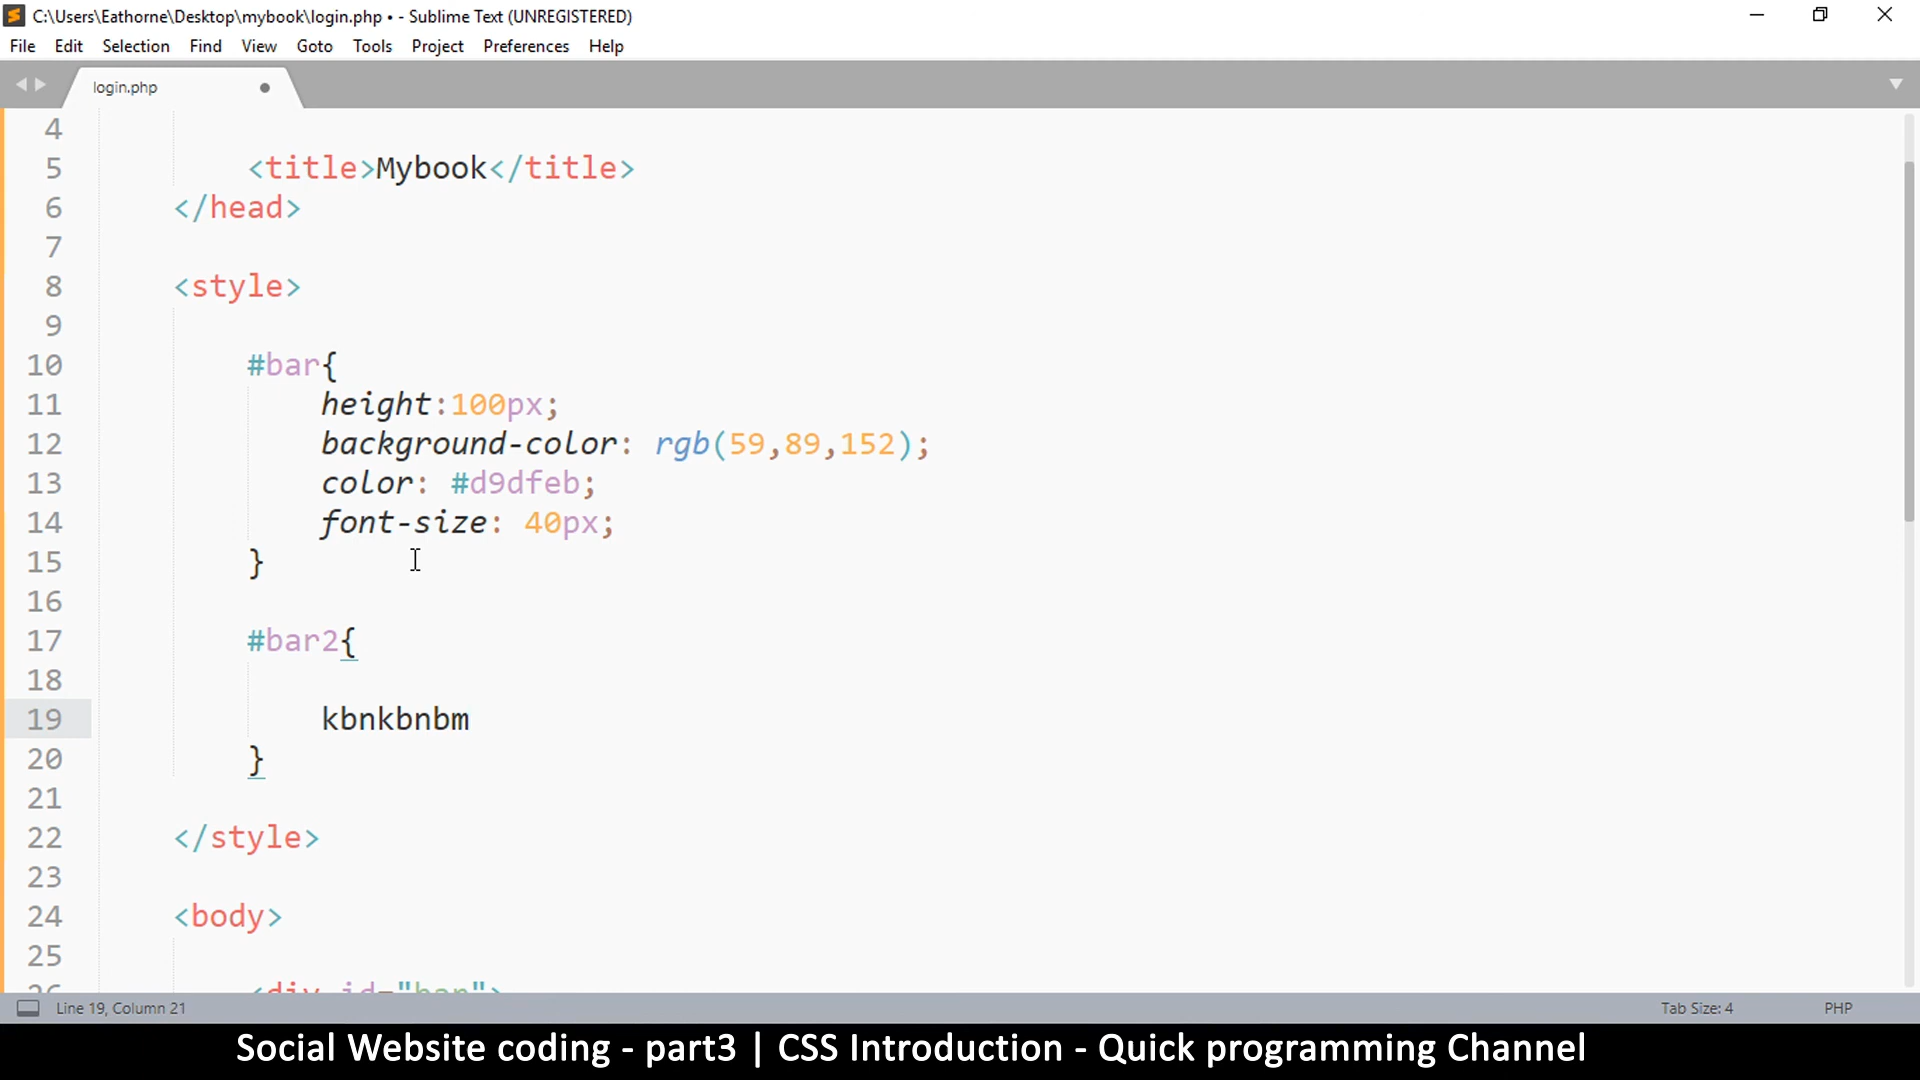 C:\Users\Eathorne\Desktop\mybook\login.php • - Sublime Text (UNREGISTERED)
File Edit Selection Find View Goto Tools Project Preferences Help
login.php
4
5 <title>Mybook</title>
6 </head>
7
8 <style>
9
10 #bar{
11 height:100px;
12 background-color: rgb(59,89,152);
13 color: #d9dfeb;
14 font-size: 40px;
15 }
16
17 #bar2{
18
19 kbnkbnbm
20 }
21
22 </style>
23
24 <body>
25
26 <div id="bar">
Line 19, Column 21 Tab Size: 4 PHP
Social Website coding - part3 | CSS Introduction - Quick programming Channel